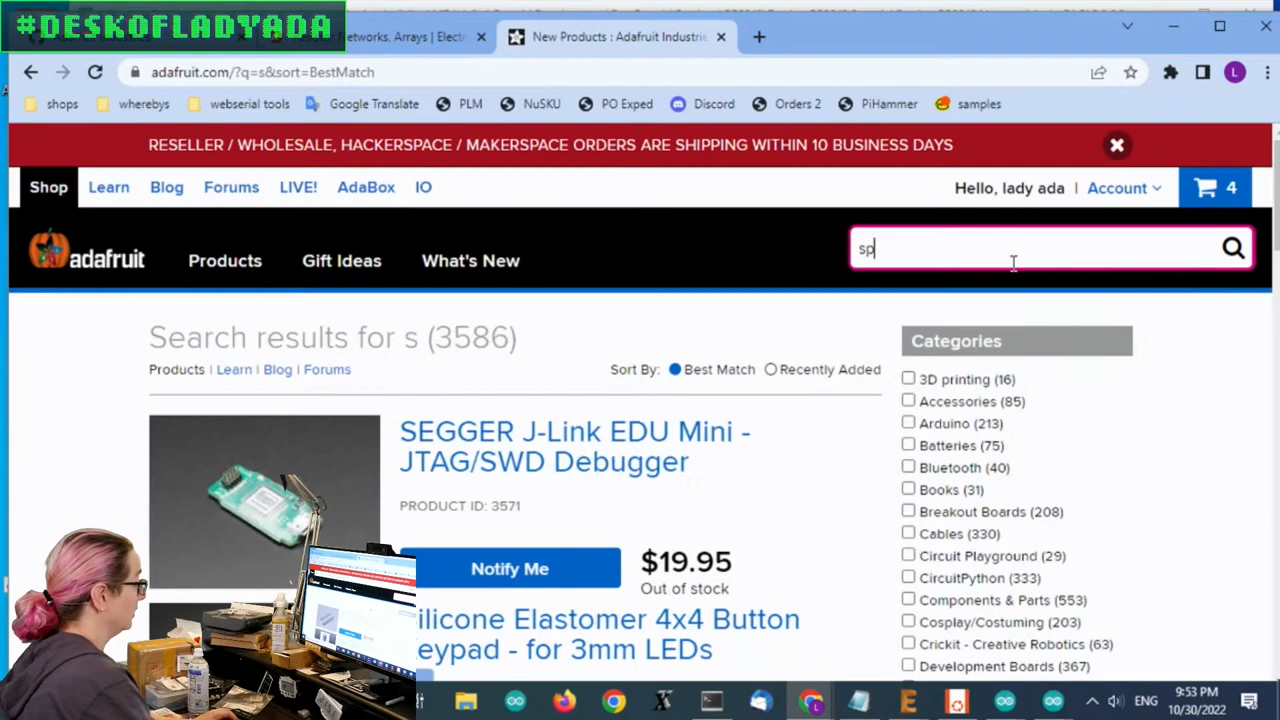 #DESKOFLADYADA
Networks, Arrays | Elect
New Products : Adafruit Industrie
adafruit.com/?q=s&sort=BestMatch
L
shops
whereby
webserial tools
Google Translate
PLM
NuSKU
PO Exped
Discord
Orders 2
PiHammer
samples
RESELLER / WHOLESALE, HACKERSPACE / MAKERSPACE ORDERS ARE SHIPPING WITHIN 10 BUSINESS DAYS
Shop Learn Blog Forums LIVE! AdaBox IO
Hello, lady ada | Account
4
adafruit
Products
Gift Ideas
What's New
sp
Search results for s (3586)
Products | Learn | Blog | Forums
Sort By: Best Match Recently Added
SEGGER J-Link EDU Mini -
JTAG/SWD Debugger
PRODUCT ID: 3571
Notify Me
$19.95
Out of stock
ilicone Elastomer 4x4 Button
eypad - for 3mm LEDs
Categories
3D printing (16)
Accessories (85)
Arduino (213)
Batteries (75)
Bluetooth (40)
Books (31)
Breakout Boards (208)
Cables (330)
Circuit Playground (29)
CircuitPython (333)
Components & Parts (553)
Cosplay/Costuming (203)
Crickit - Creative Robotics (63)
Development Boards (367)
ENG
9:53 PM
10/30/2022